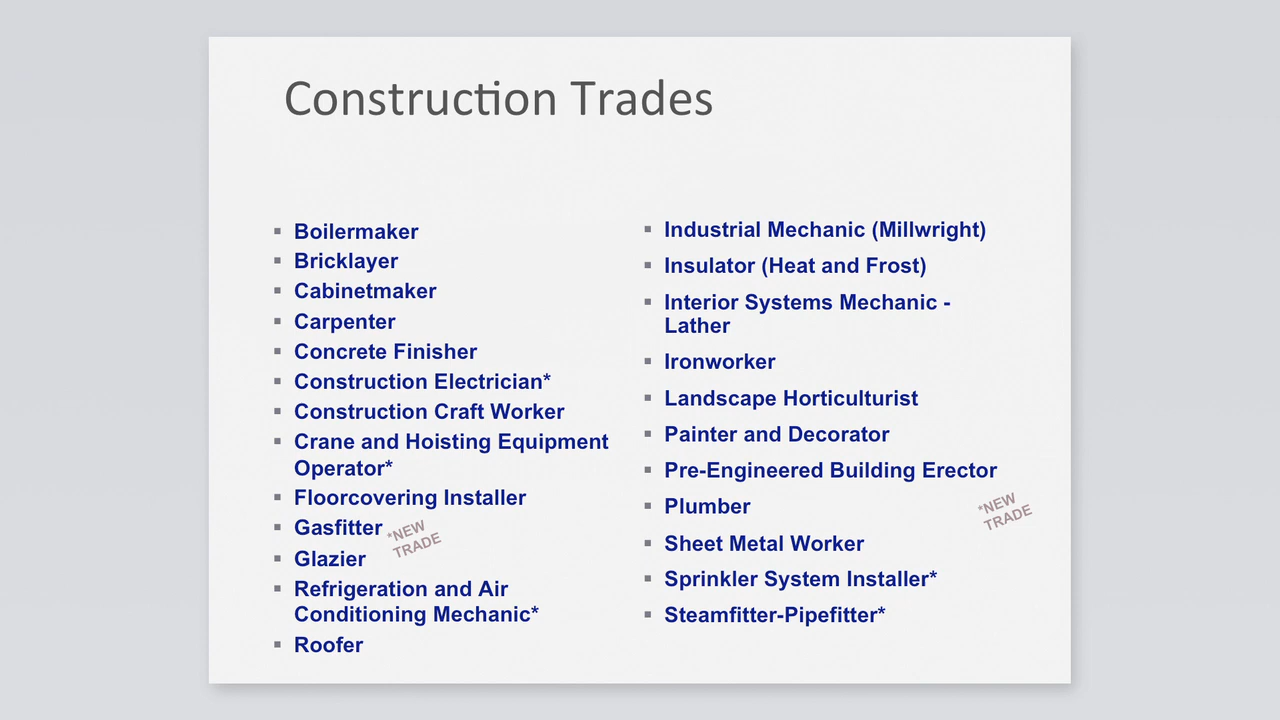 Construction Trades
Boilermaker
Bricklayer
Cabinetmaker
Carpenter
Concrete Finisher
Construction Electrician*
Construction Craft Worker
Crane and Hoisting Equipment
Operator*
Floorcovering Installer
Gasfitter
*NEW
TRADE
Glazier
Refrigeration and Air
Conditioning Mechanic*
Roofer
Industrial Mechanic (Millwright)
Insulator (Heat and Frost)
Interior Systems Mechanic -
Lather
Ironworker
Landscape Horticulturist
Painter and Decorator
Pre-Engineered Building Erector
*NEW
TRADE
Plumber
Sheet Metal Worker
Sprinkler System Installer*
Steamfitter-Pipefitter*